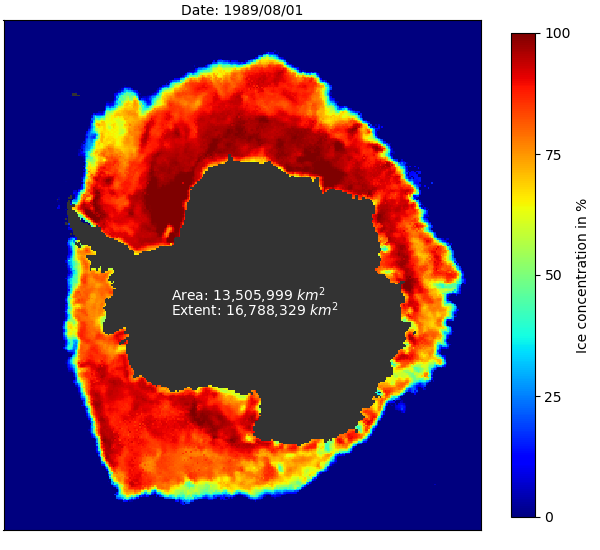 Date: 1989/08/01
100
75
50
25
0
Ice concentration in %
Area: 13,505,999 km²
Extent: 16,788,329 km²